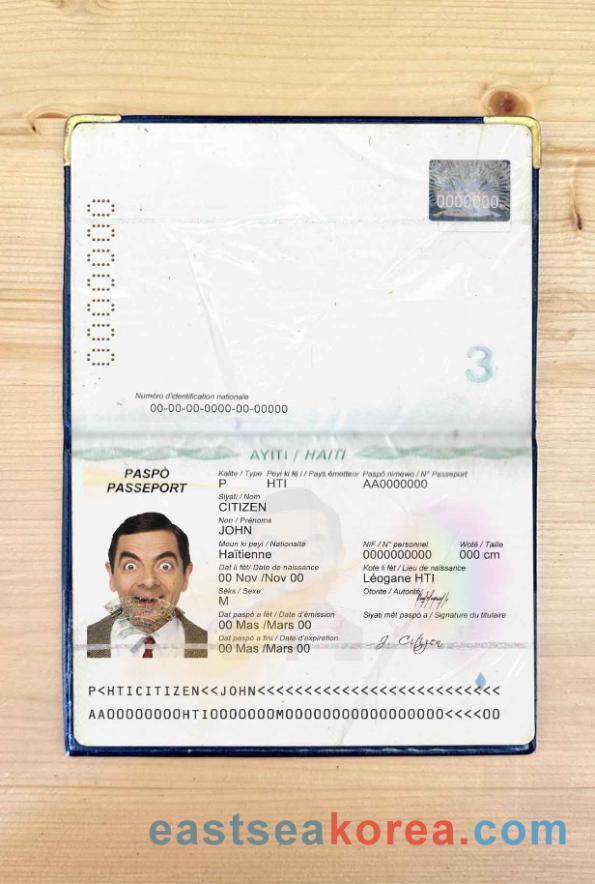 0000000
0000000
3
Numéro d'identification nationale
00-00-00-0000-00-00000
AYITI / HAITI
PASPÒ
PASSEPORT
Kalite / Type Peyi ki fè l / Pays émetteur Paspò nimewo / N° Passeport
P HTI AA0000000
Siyati / Nom
CITIZEN
Non / Prénoms
JOHN
Moun ki peyi / Nationalité NIF / N° personnel Wotè / Taille
Haïtienne 0000000000 000 cm
Dat li fèt/ Date de naissance Kote li fèt / Lieu de naissance
00 Nov /Nov 00 Léogane HTI
Sèks / Sexe Otorite / Autorité
M
Dat paspò a fèt / Date d'émission Siyati mèt paspò a / Signature du titulaire
00 Mas /Mars 00
Dat paspò a fini / Date d'expiration
00 Mas /Mars 00 J. Citizen
P<HTICITIZEN<<JOHN<<<<<<<<<<<<<<<<<<<<<<<<<<
AA00000000HTI0000000M00000000000000000<<<<00
eastseakorea.com